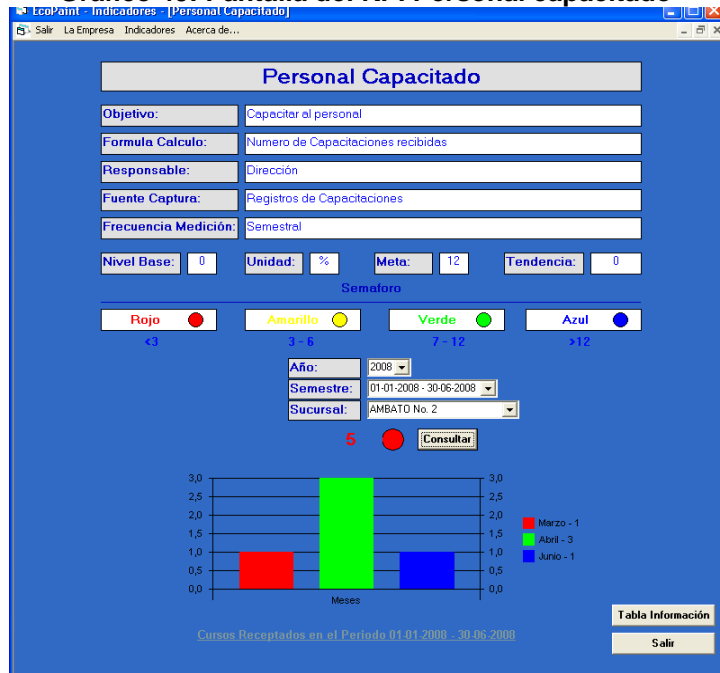 EcoPaint - Indicadores - [Personal Capacitado]
Salir La Empresa Indicadores Acerca de...
Personal Capacitado
Objetivo: Capacitar al personal
Formula Calculo: Numero de Capacitaciones recibidas
Responsable: Dirección
Fuente Captura: Registros de Capacitaciones
Frecuencia Medición: Semestral
Nivel Base: 0 Unidad: % Meta: 12 Tendencia: 0
Semaforo
Rojo Amarillo Verde Azul
<3 3 - 6 7 - 12 >12
Año: 2008
Semestre: 01-01-2008 - 30-06-2008
Sucursal: AMBATO No. 2
5 Consultar
3,0 3,0
2,5 2,5
2,0 2,0
1,5 1,5
1,0 1,0
0,5 0,5
0,0 0,0
Meses
Marzo - 1
Abril - 3
Junio - 1
Tabla Información
Cursos Receptados en el Periodo 01-01-2008 - 30-06-2008
Salir